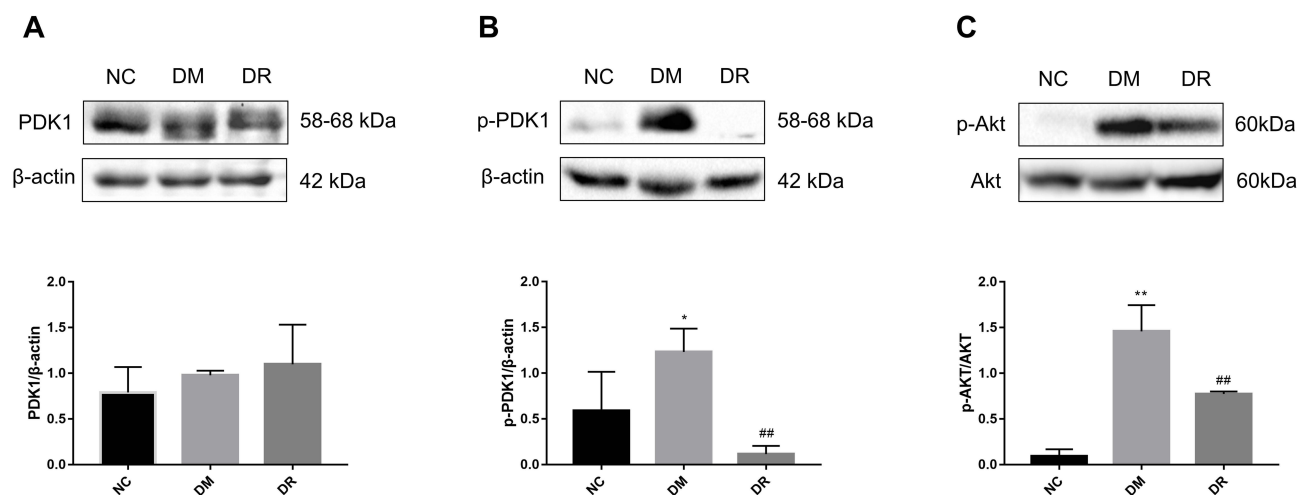 A
NC DM DR
PDK1 58-68 kDa
β-actin 42 kDa
PDK1/β-actin
2.0
1.5
1.0
0.5
0.0
NC DM DR
B
NC DM DR
p-PDK1 58-68 kDa
β-actin 42 kDa
p-PDK1/β-actin
2.0
1.5
1.0
0.5
0.0
*
##
NC DM DR
C
NC DM DR
p-Akt 60kDa
Akt 60kDa
p-AKT/AKT
2.0
1.5
1.0
0.5
0.0
**
##
NC DM DR